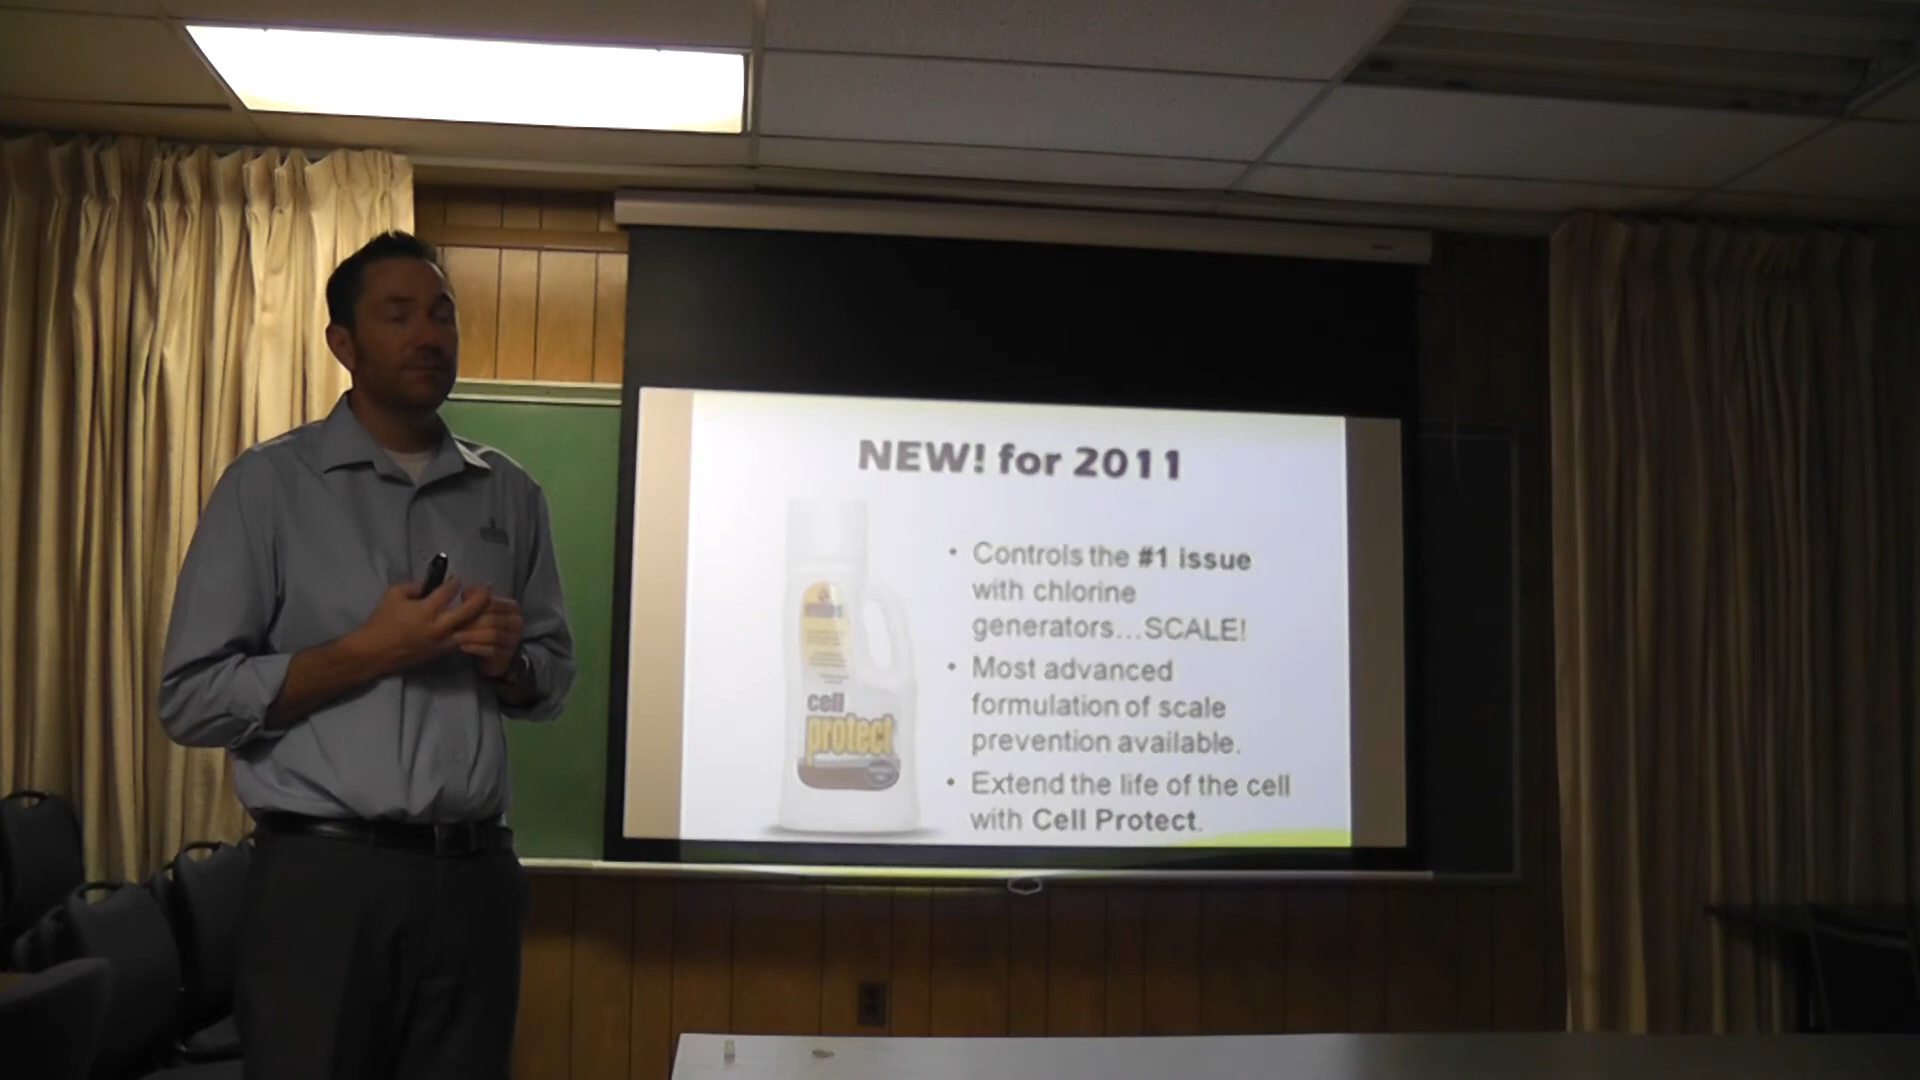 NEW! for 2011
• Controls the #1 issue
with chlorine
generators...SCALE!
• Most advanced
formulation of scale
prevention available.
• Extend the life of the cell
with Cell Protect.
cell
protect